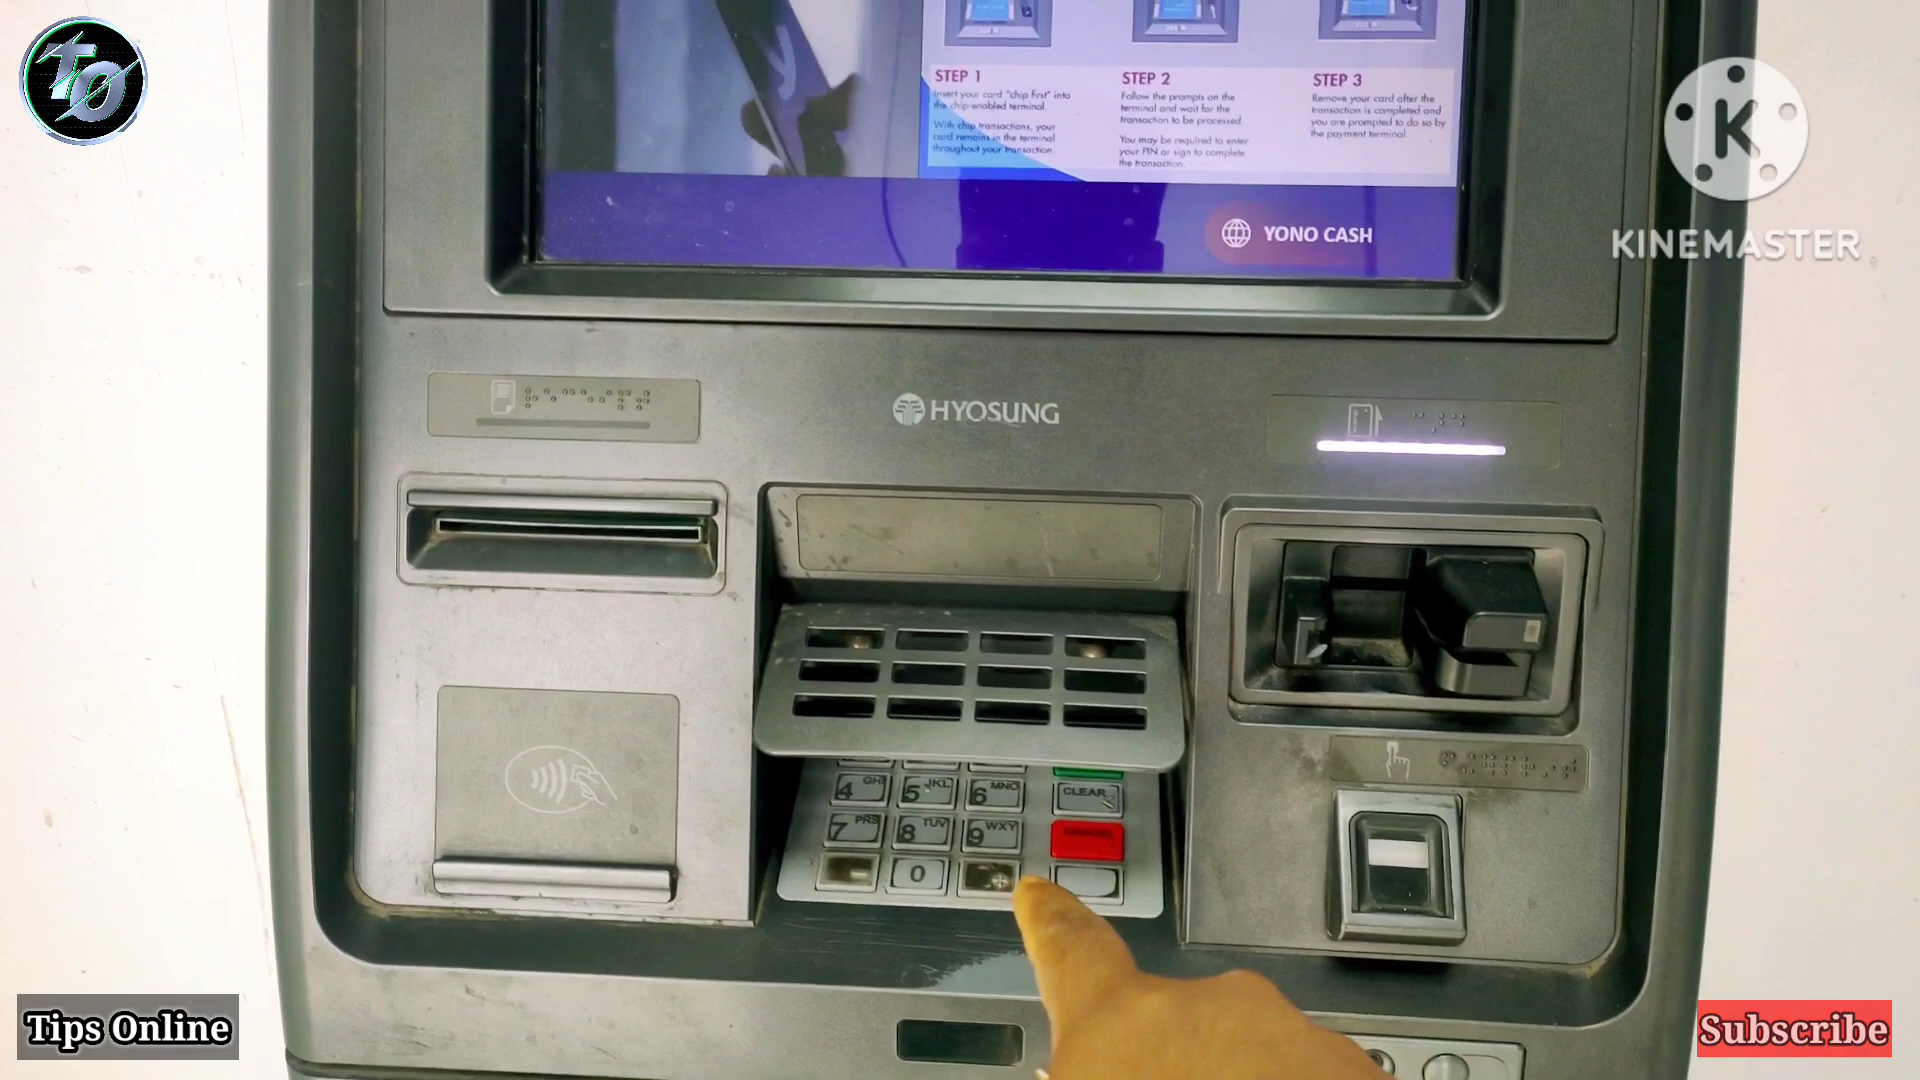 TO
STEP 1
Insert your card "chip first" into
the chip-enabled terminal.
With chip transactions, your
card remains in the terminal
throughout your transaction.
STEP 2
Follow the prompts on the
terminal and wait for the
transaction to be processed.
You may be required to enter
your PIN or sign to complete
the transaction.
STEP 3
Remove your card after the
transaction is completed and
you are prompted to do so by
the payment terminal.
YONO CASH
K
KINEMASTER
HYOSUNG
4 GHI
5 JKL
6 MNO
CLEAR
7 PRS
8 TUV
9 WXY
0
Tips Online
Subscribe